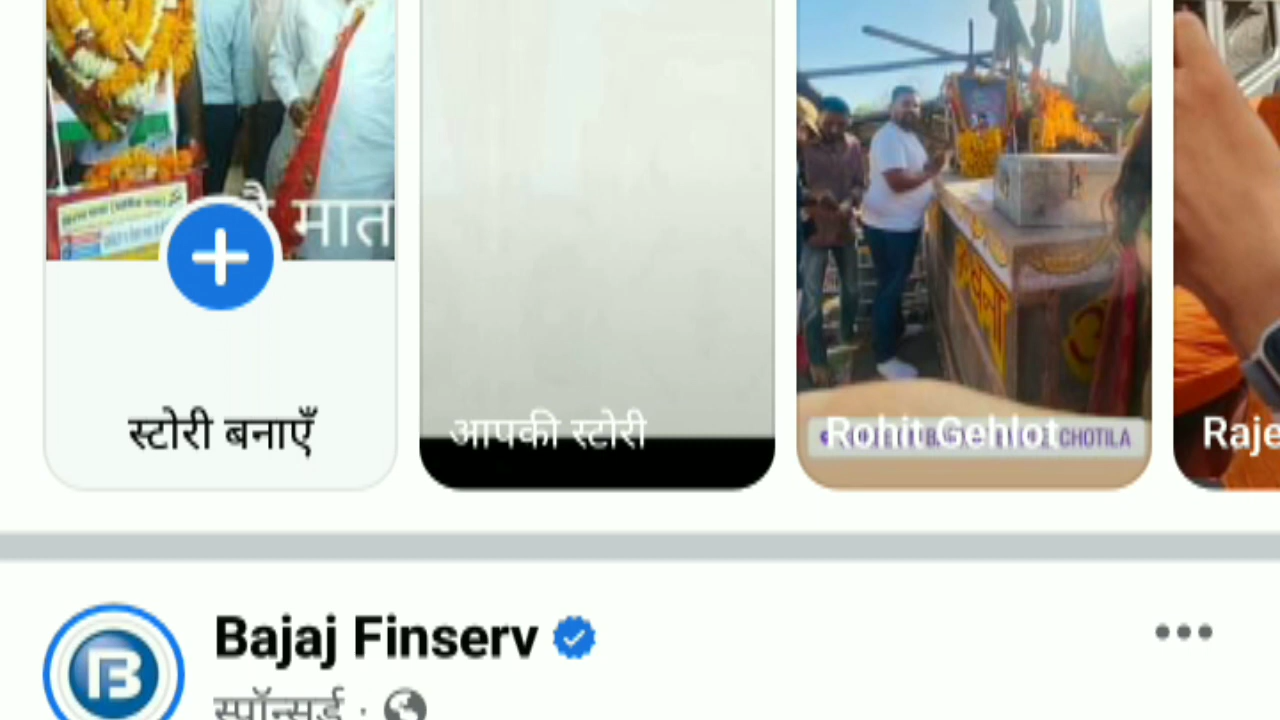 मात
स्टोरी बनाएँ
आपकी स्टोरी
Rohit Gehlot
CHOTILA
Raje
Bajaj Finserv
स्पॉन्सर्ड ·